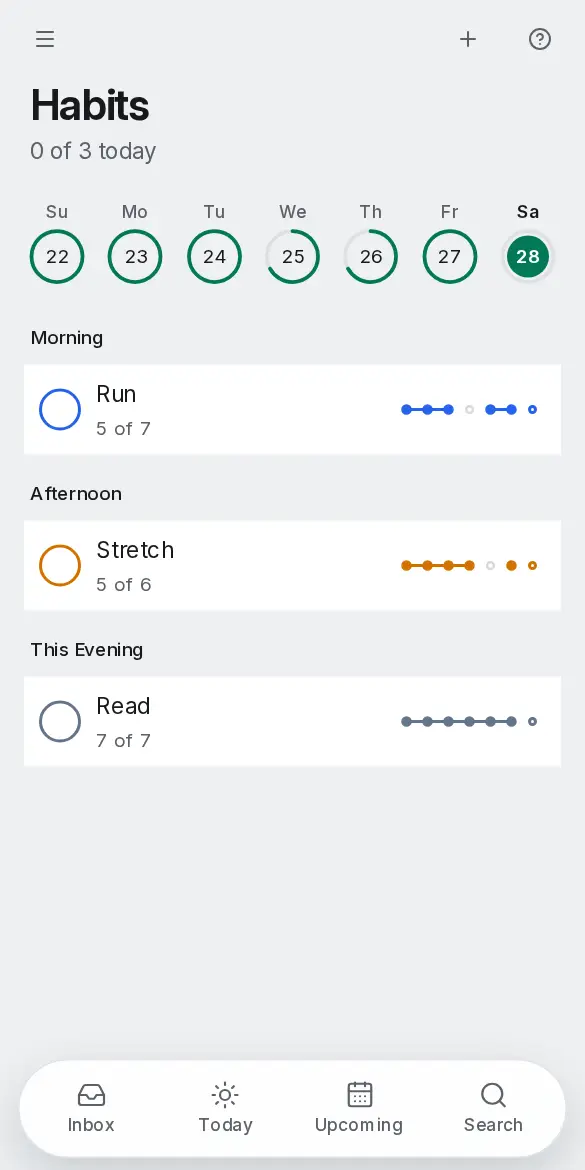 Habits
0 of 3 today
Su Mo Tu We Th Fr Sa
22 23 24 25 26 27 28
Morning
Run
5 of 7
Afternoon
Stretch
5 of 6
This Evening
Read
7 of 7
Inbox Today Upcoming Search